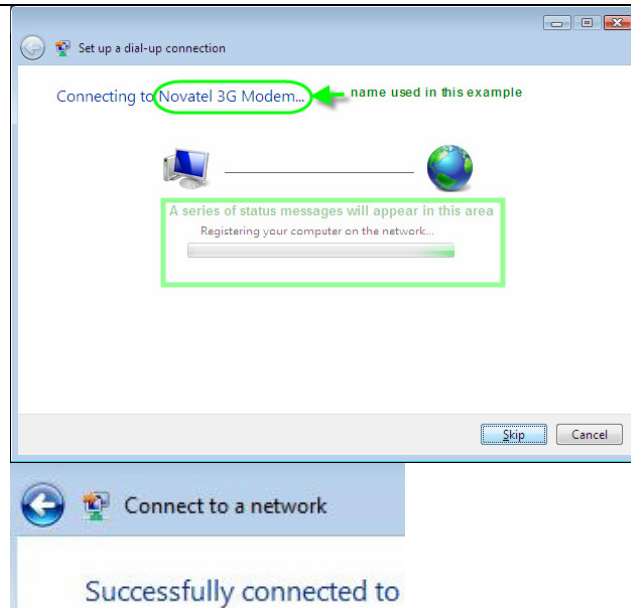 Set up a dial-up connection
Connecting to Novatel 3G Modem... name used in this example
A series of status messages will appear in this area
Registering your computer on the network...
Skip Cancel
Connect to a network
Successfully connected to